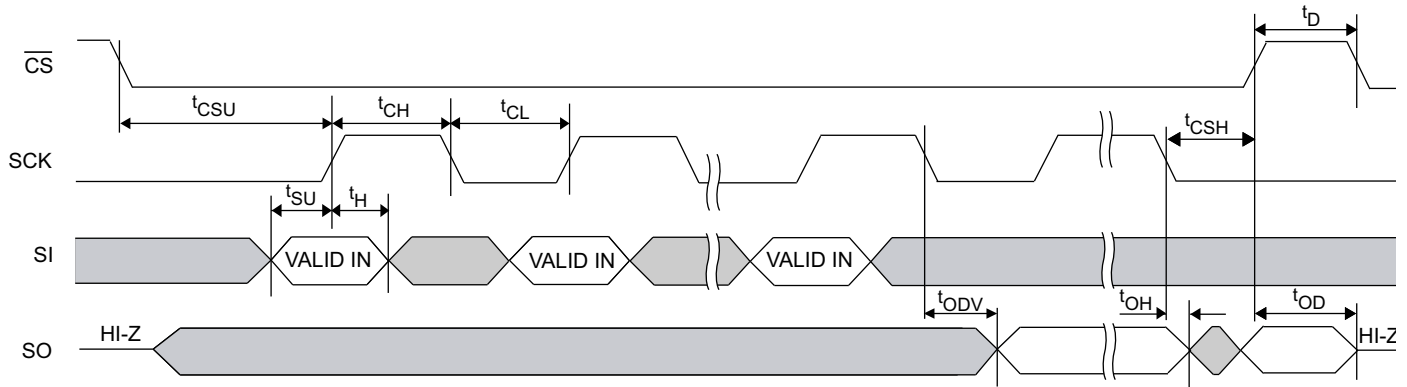 tD
CS
tCSU
tCH
tCL
tCSH
SCK
tSU
tH
SI
VALID IN
VALID IN
VALID IN
tODV
tOH
tOD
HI-Z
HI-Z
SO